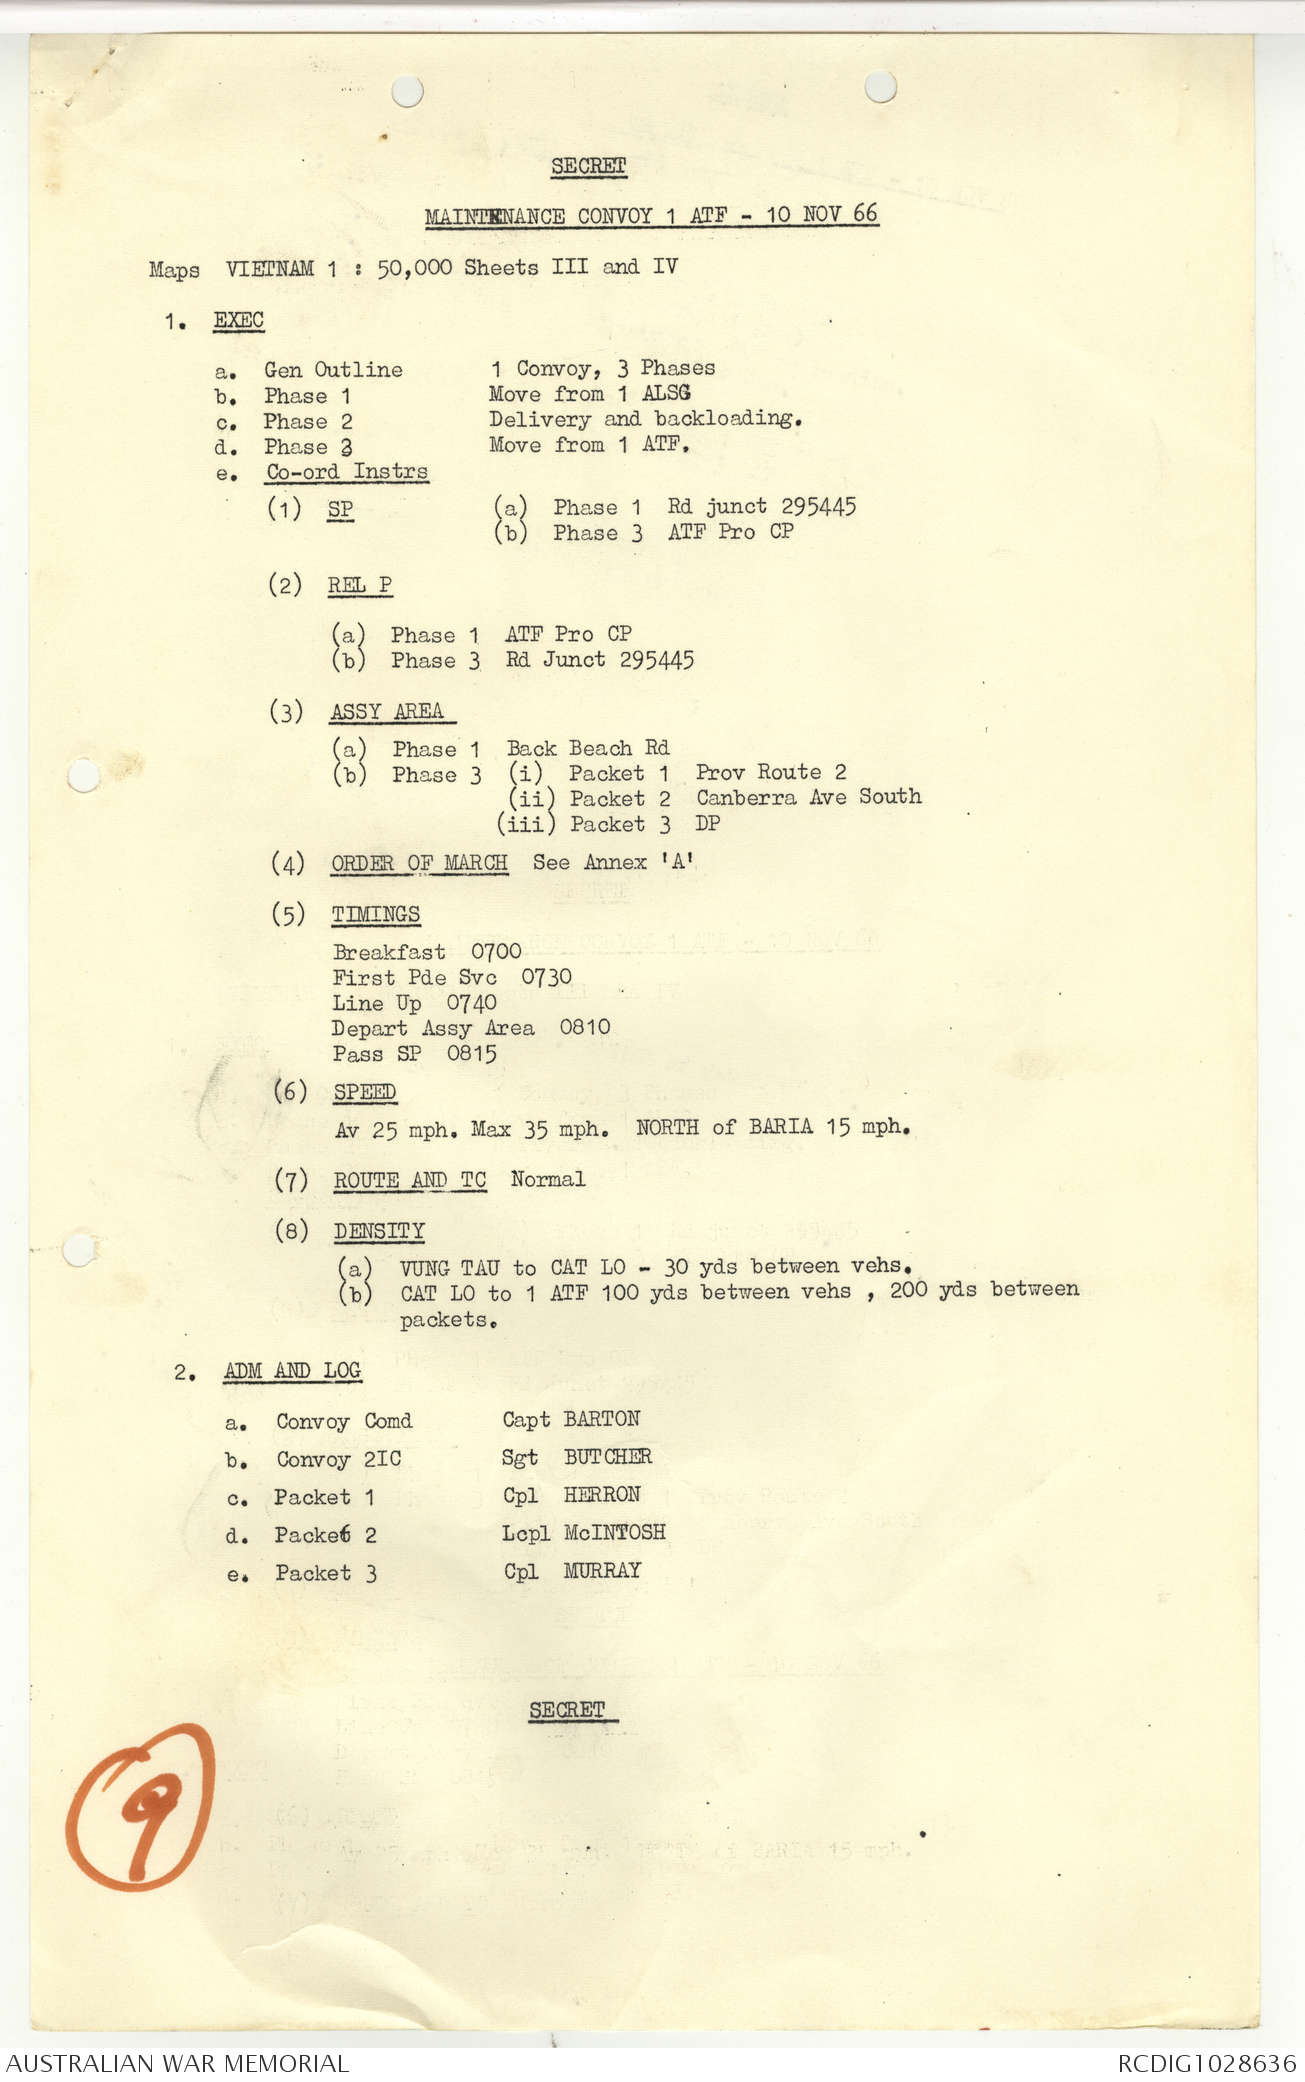 SECRET
MAINTENANCE CONVOY 1 ATF - 10 NOV 66
Maps VIETNAM 1 : 50,000 Sheets III and IV
1. EXEC
a. Gen Outline 1 Convoy, 3 Phases
b. Phase 1 Move from 1 ALSG
c. Phase 2 Delivery and backloading.
d. Phase 3 Move from 1 ATF.
e. Co-ord Instrs
(1) SP (a) Phase 1 Rd junct 295445
(b) Phase 3 ATF Pro CP
(2) REL P
(a) Phase 1 ATF Pro CP
(b) Phase 3 Rd Junct 295445
(3) ASSY AREA
(a) Phase 1 Back Beach Rd
(b) Phase 3 (i) Packet 1 Prov Route 2
(ii) Packet 2 Canberra Ave South
(iii) Packet 3 DP
(4) ORDER OF MARCH See Annex 'A'
(5) TIMINGS
Breakfast 0700
First Pde Svc 0730
Line Up 0740
Depart Assy Area 0810
Pass SP 0815
(6) SPEED
Av 25 mph. Max 35 mph. NORTH of BARIA 15 mph.
(7) ROUTE AND TC Normal
(8) DENSITY
(a) VUNG TAU to CAT LO - 30 yds between vehs.
(b) CAT LO to 1 ATF 100 yds between vehs , 200 yds between
packets.
2. ADM AND LOG
a. Convoy Comd Capt BARTON
b. Convoy 2IC Sgt BUTCHER
c. Packet 1 Cpl HERRON
d. Packet 2 Lcpl McINTOSH
e. Packet 3 Cpl MURRAY
SECRET
9
AUSTRALIAN WAR MEMORIAL RCDIG1028636